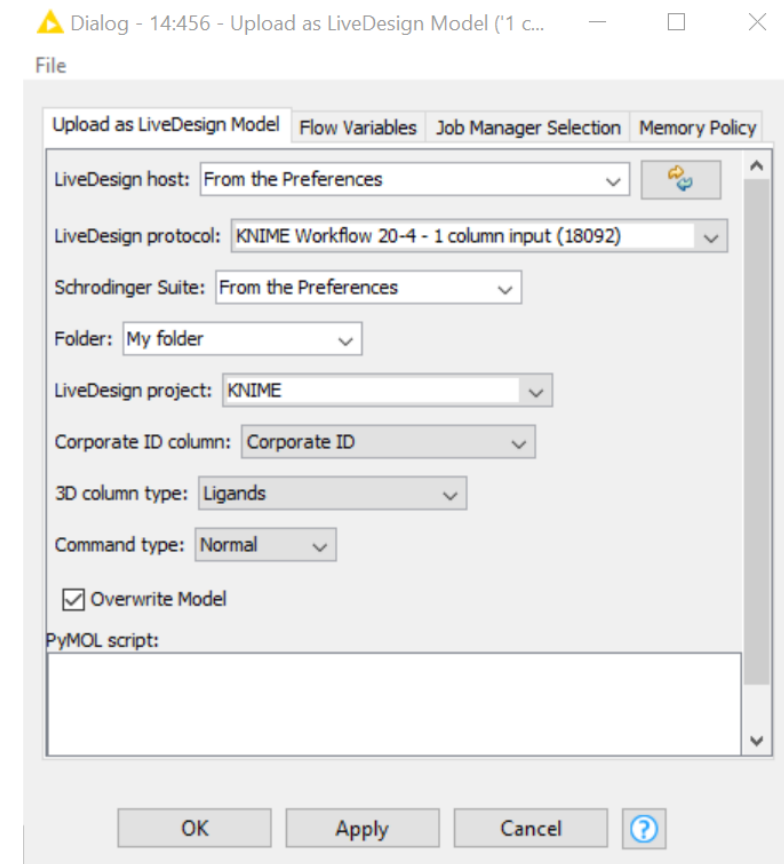 Dialog - 14:456 - Upload as LiveDesign Model ('1 c...
File
Upload as LiveDesign Model Flow Variables Job Manager Selection Memory Policy
LiveDesign host: From the Preferences
LiveDesign protocol: KNIME Workflow 20-4 - 1 column input (18092)
Schrodinger Suite: From the Preferences
Folder: My folder
LiveDesign project: KNIME
Corporate ID column: Corporate ID
3D column type: Ligands
Command type: Normal
Overwrite Model
PyMOL script:
OK Apply Cancel ?